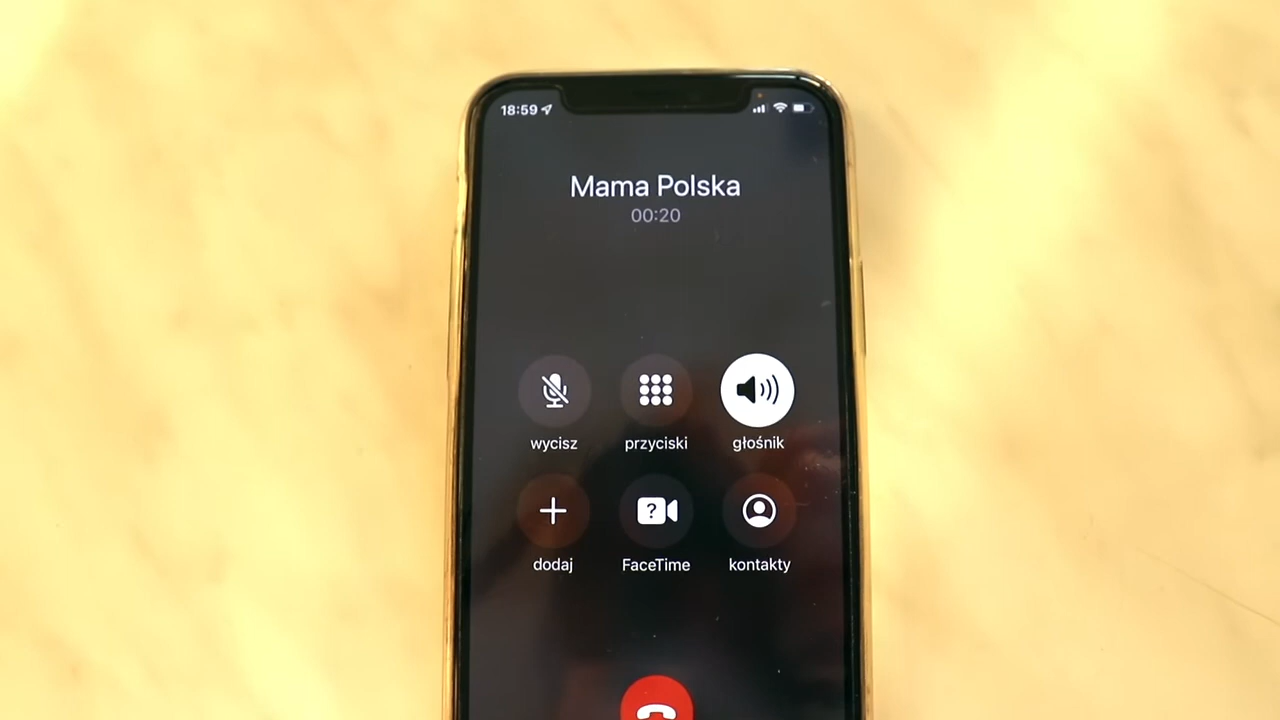 18:59
Mama Polska
00:20
wycisz przyciski głośnik
?
dodaj FaceTime kontakty